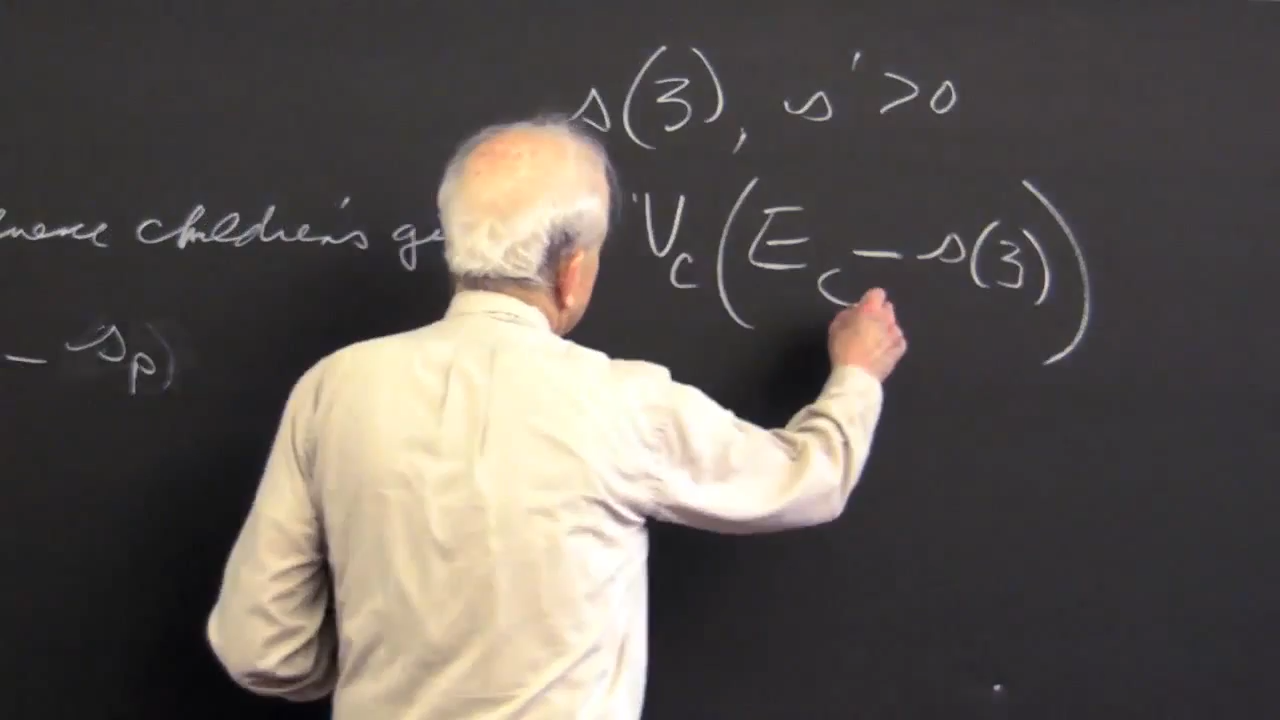 s(3), s' >0
children's
V_c (E_c - s(3))
- s_p)